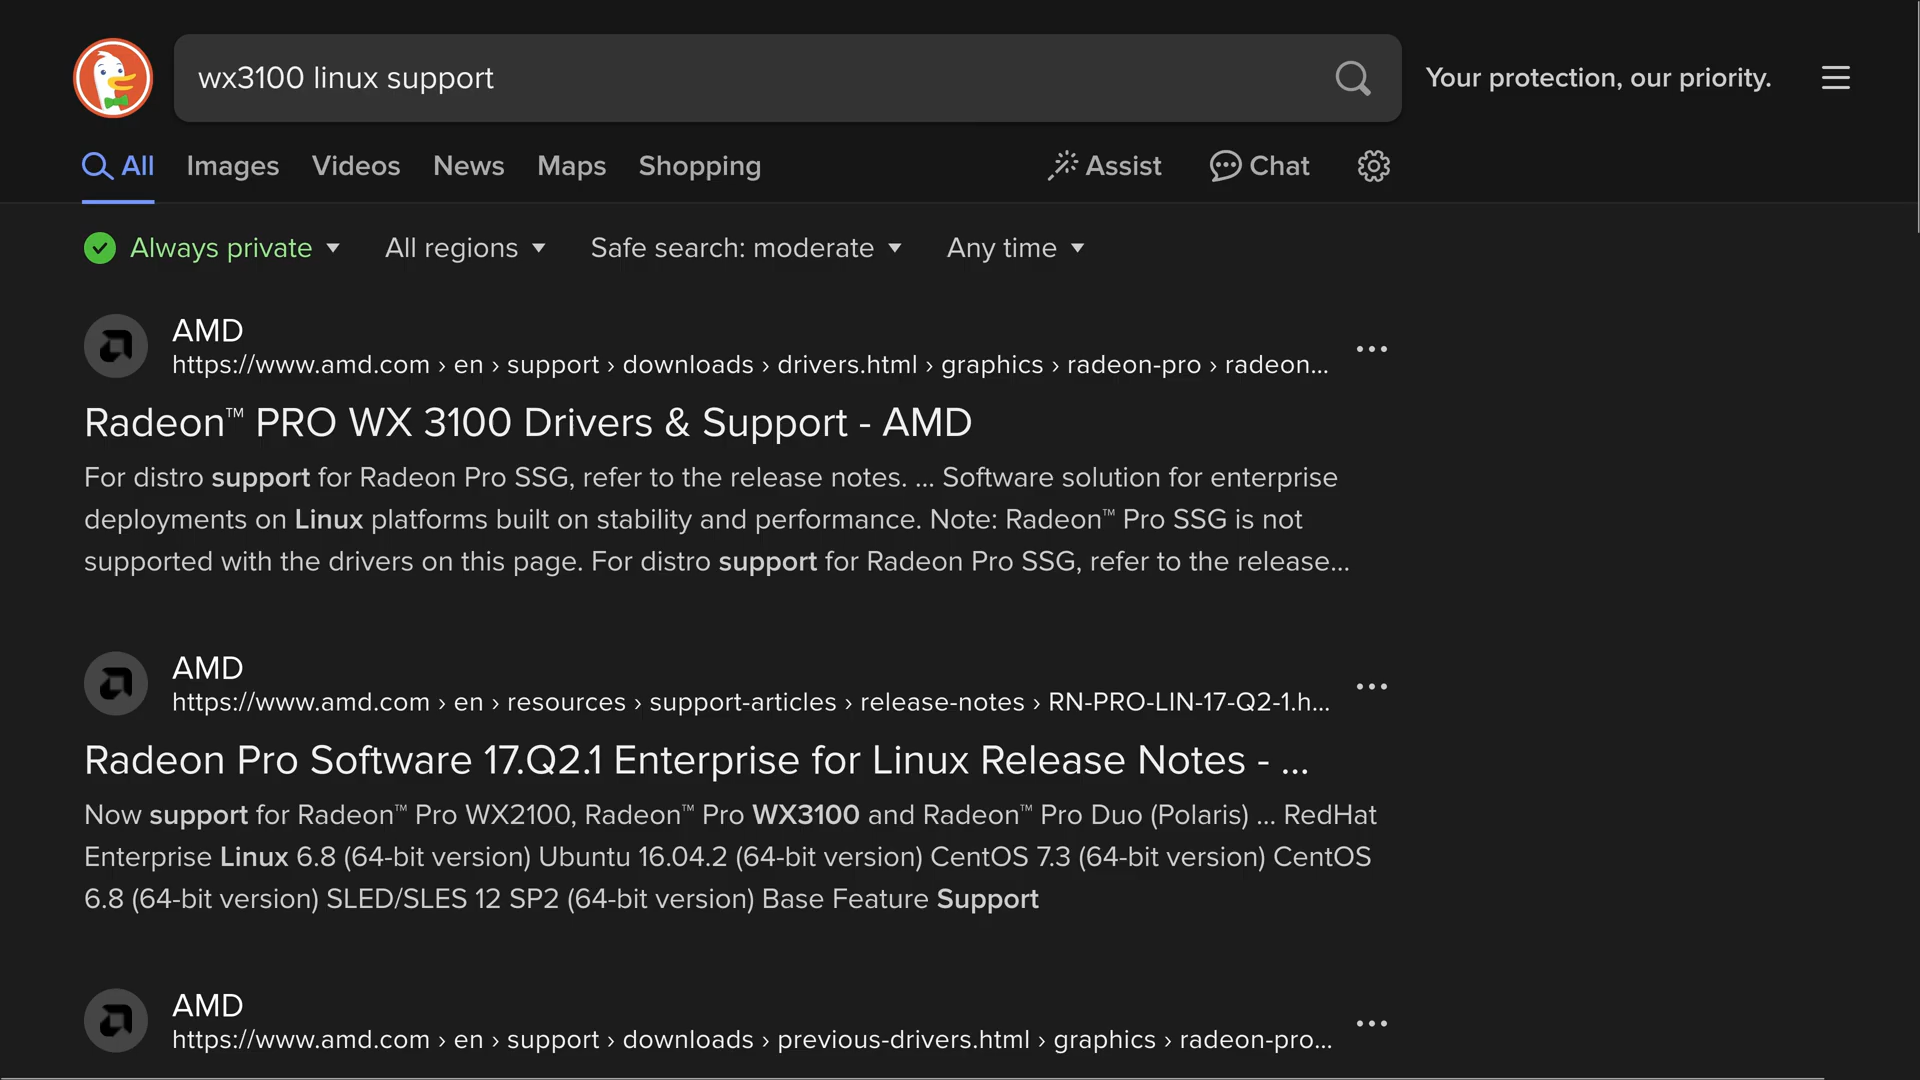 wx3100 linux support
Your protection, our priority.
All Images Videos News Maps Shopping Assist Chat
Always private All regions Safe search: moderate Any time
AMD
https://www.amd.com › en › support › downloads › drivers.html › graphics › radeon-pro › radeon...
Radeon™ PRO WX 3100 Drivers & Support - AMD
For distro support for Radeon Pro SSG, refer to the release notes. ... Software solution for enterprise
deployments on Linux platforms built on stability and performance. Note: Radeon™ Pro SSG is not
supported with the drivers on this page. For distro support for Radeon Pro SSG, refer to the release...
AMD
https://www.amd.com › en › resources › support-articles › release-notes › RN-PRO-LIN-17-Q2-1.h...
Radeon Pro Software 17.Q2.1 Enterprise for Linux Release Notes - ...
Now support for Radeon™ Pro WX2100, Radeon™ Pro WX3100 and Radeon™ Pro Duo (Polaris) ... RedHat
Enterprise Linux 6.8 (64-bit version) Ubuntu 16.04.2 (64-bit version) CentOS 7.3 (64-bit version) CentOS
6.8 (64-bit version) SLED/SLES 12 SP2 (64-bit version) Base Feature Support
AMD
https://www.amd.com › en › support › downloads › previous-drivers.html › graphics › radeon-pro...